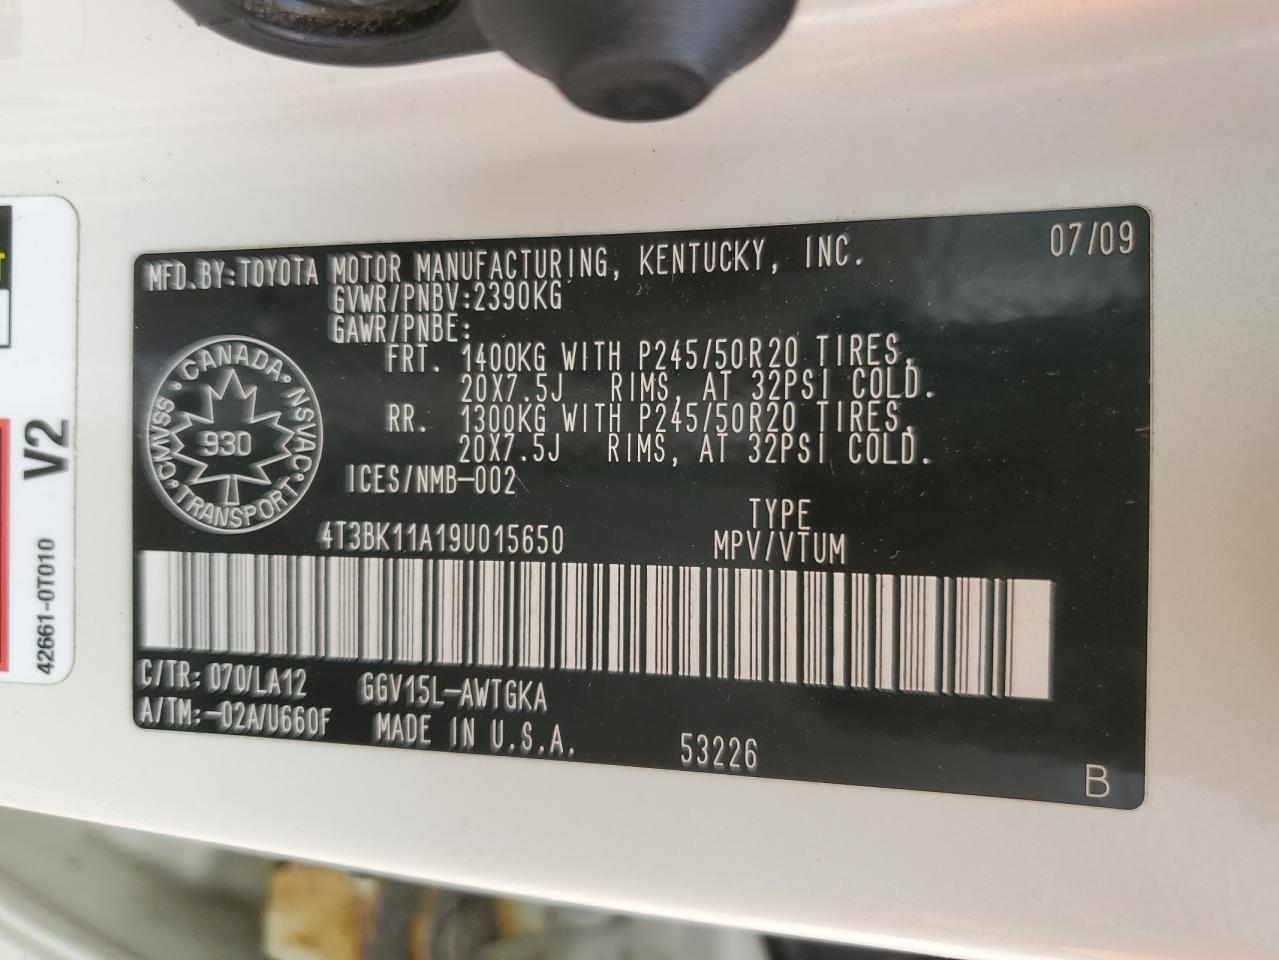 MFD.BY:TOYOTA MOTOR MANUFACTURING, KENTUCKY, INC. 07/09
GVWR/PNBV:2390KG
GAWR/PNBE:
FRT. 1400KG WITH P245/50R20 TIRES,
20X7.5J RIMS, AT 32PSI COLD.
RR. 1300KG WITH P245/50R20 TIRES,
20X7.5J RIMS, AT 32PSI COLD.
CANADA · NSVAC · TRANSPORT · CMVSS ·
930
ICES/NMB-002
4T3BK11A19U015650
TYPE
MPV/VTUM
C/TR: 070/LA12 GGV15L-AWTGKA
A/TM:-02A/U660F MADE IN U.S.A. 53226
B
V2
42661-0T010